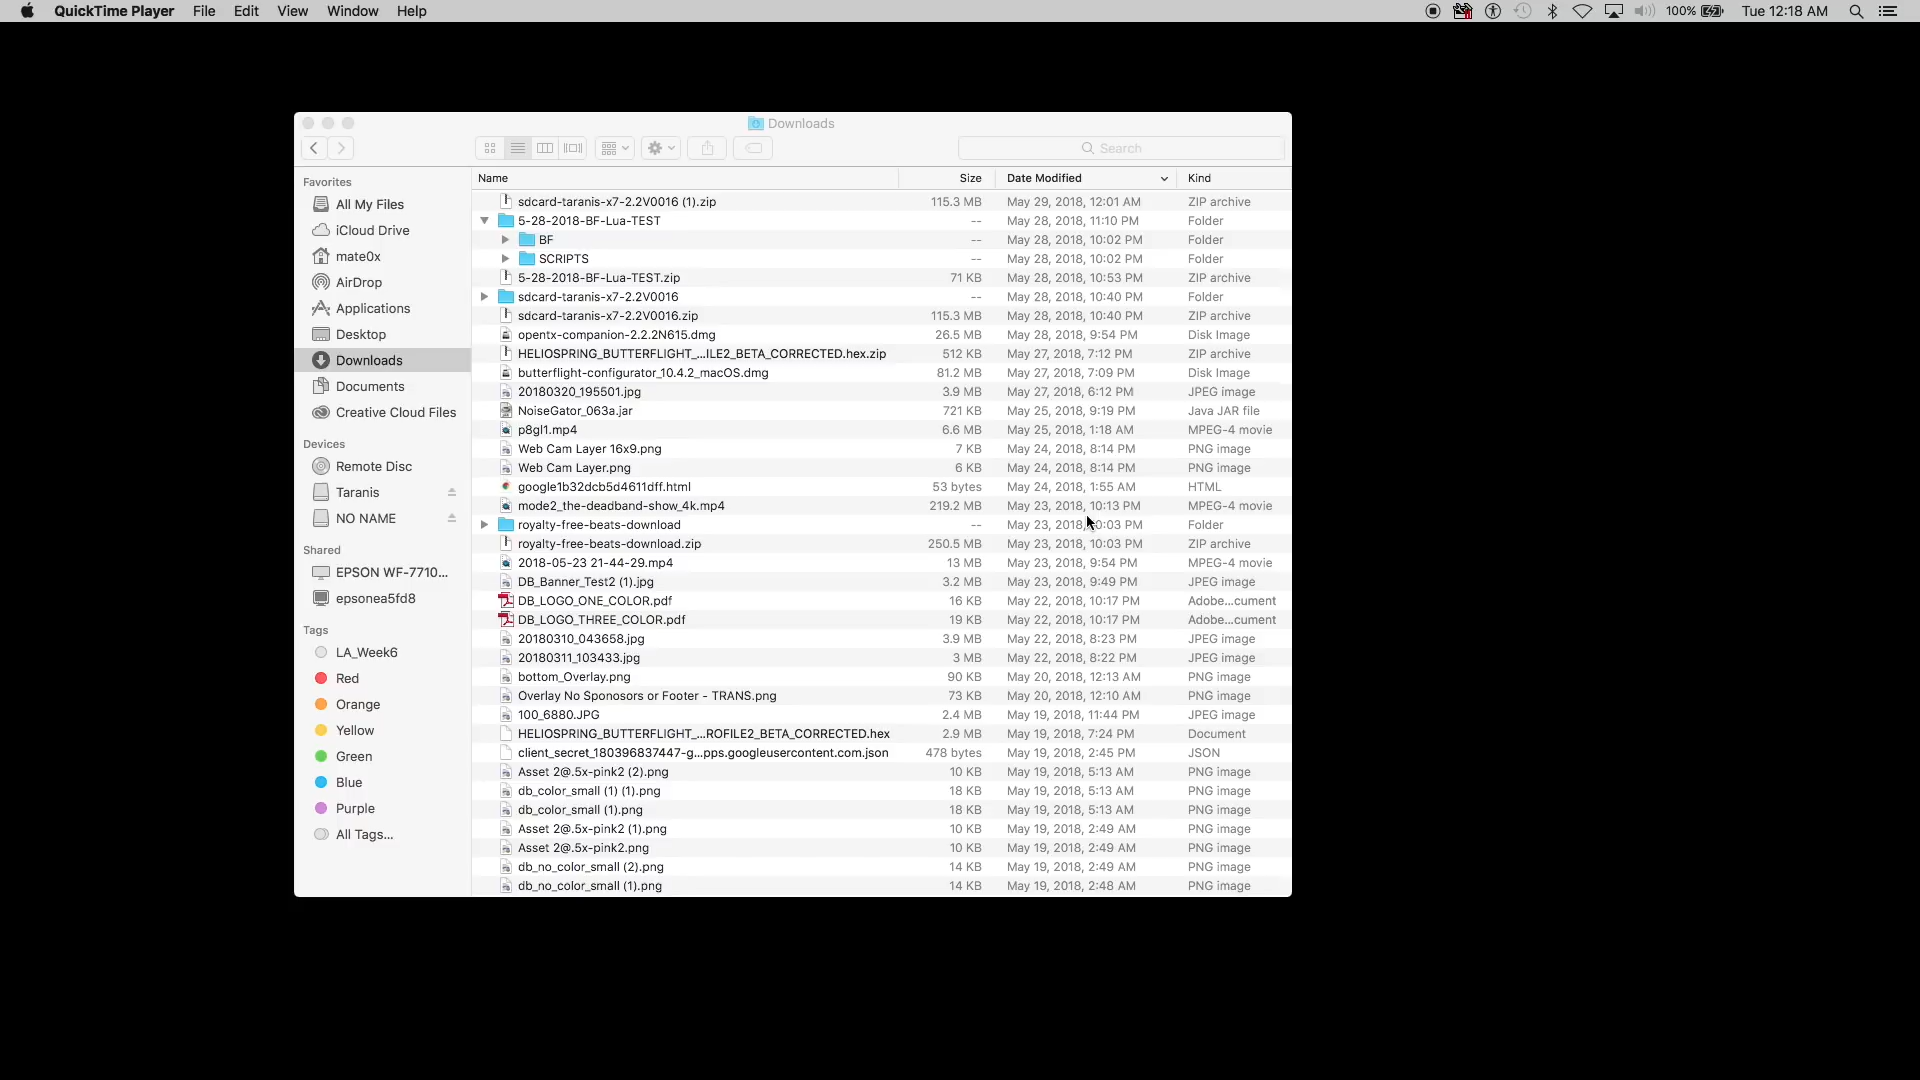 QuickTime Player File Edit View Window Help 100% Tue 12:18 AM
Downloads
Search
Favorites
All My Files
iCloud Drive
mate0x
AirDrop
Applications
Desktop
Downloads
Documents
Creative Cloud Files
Devices
Remote Disc
Taranis
NO NAME
Shared
EPSON WF-7710...
epsonea5fd8
Tags
LA_Week6
Red
Orange
Yellow
Green
Blue
Purple
All Tags...
Name Size Date Modified Kind
sdcard-taranis-x7-2.2V0016 (1).zip 115.3 MB May 29, 2018, 12:01 AM ZIP archive
5-28-2018-BF-Lua-TEST -- May 28, 2018, 11:10 PM Folder
BF -- May 28, 2018, 10:02 PM Folder
SCRIPTS -- May 28, 2018, 10:02 PM Folder
5-28-2018-BF-Lua-TEST.zip 71 KB May 28, 2018, 10:53 PM ZIP archive
sdcard-taranis-x7-2.2V0016 -- May 28, 2018, 10:40 PM Folder
sdcard-taranis-x7-2.2V0016.zip 115.3 MB May 28, 2018, 10:40 PM ZIP archive
opentx-companion-2.2.2N615.dmg 26.5 MB May 28, 2018, 9:54 PM Disk Image
HELIOSPRING_BUTTERFLIGHT_...ILE2_BETA_CORRECTED.hex.zip 512 KB May 27, 2018, 7:12 PM ZIP archive
butterflight-configurator_10.4.2_macOS.dmg 81.2 MB May 27, 2018, 7:09 PM Disk Image
20180320_195501.jpg 3.9 MB May 27, 2018, 6:12 PM JPEG image
NoiseGator_063a.jar 721 KB May 25, 2018, 9:19 PM Java JAR file
p8gl1.mp4 6.6 MB May 25, 2018, 1:18 AM MPEG-4 movie
Web Cam Layer 16x9.png 7 KB May 24, 2018, 8:14 PM PNG image
Web Cam Layer.png 6 KB May 24, 2018, 8:14 PM PNG image
google1b32dcb5d4611dff.html 53 bytes May 24, 2018, 1:55 AM HTML
mode2_the-deadband-show_4k.mp4 219.2 MB May 23, 2018, 10:13 PM MPEG-4 movie
royalty-free-beats-download -- May 23, 2018, 10:03 PM Folder
royalty-free-beats-download.zip 250.5 MB May 23, 2018, 10:03 PM ZIP archive
2018-05-23 21-44-29.mp4 13 MB May 23, 2018, 9:54 PM MPEG-4 movie
DB_Banner_Test2 (1).jpg 3.2 MB May 23, 2018, 9:49 PM JPEG image
DB_LOGO_ONE_COLOR.pdf 16 KB May 22, 2018, 10:17 PM Adobe...cument
DB_LOGO_THREE_COLOR.pdf 19 KB May 22, 2018, 10:17 PM Adobe...cument
20180310_043658.jpg 3.9 MB May 22, 2018, 8:23 PM JPEG image
20180311_103433.jpg 3 MB May 22, 2018, 8:22 PM JPEG image
bottom_Overlay.png 90 KB May 20, 2018, 12:13 AM PNG image
Overlay No Sponosors or Footer - TRANS.png 73 KB May 20, 2018, 12:10 AM PNG image
100_6880.JPG 2.4 MB May 19, 2018, 11:44 PM JPEG image
HELIOSPRING_BUTTERFLIGHT_...ROFILE2_BETA_CORRECTED.hex 2.9 MB May 19, 2018, 7:24 PM Document
client_secret_180396837447-g...pps.googleusercontent.com.json 478 bytes May 19, 2018, 2:45 PM JSON
Asset 2@.5x-pink2 (2).png 10 KB May 19, 2018, 5:13 AM PNG image
db_color_small (1) (1).png 18 KB May 19, 2018, 5:13 AM PNG image
db_color_small (1).png 18 KB May 19, 2018, 5:13 AM PNG image
Asset 2@.5x-pink2 (1).png 10 KB May 19, 2018, 2:49 AM PNG image
Asset 2@.5x-pink2.png 10 KB May 19, 2018, 2:49 AM PNG image
db_no_color_small (2).png 14 KB May 19, 2018, 2:49 AM PNG image
db_no_color_small (1).png 14 KB May 19, 2018, 2:48 AM PNG image